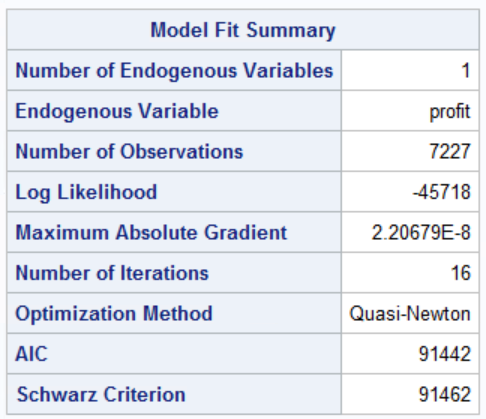 Model Fit Summary
Number of Endogenous Variables 1
Endogenous Variable profit
Number of Observations 7227
Log Likelihood -45718
Maximum Absolute Gradient 2.20679E-8
Number of Iterations 16
Optimization Method Quasi-Newton
AIC 91442
Schwarz Criterion 91462